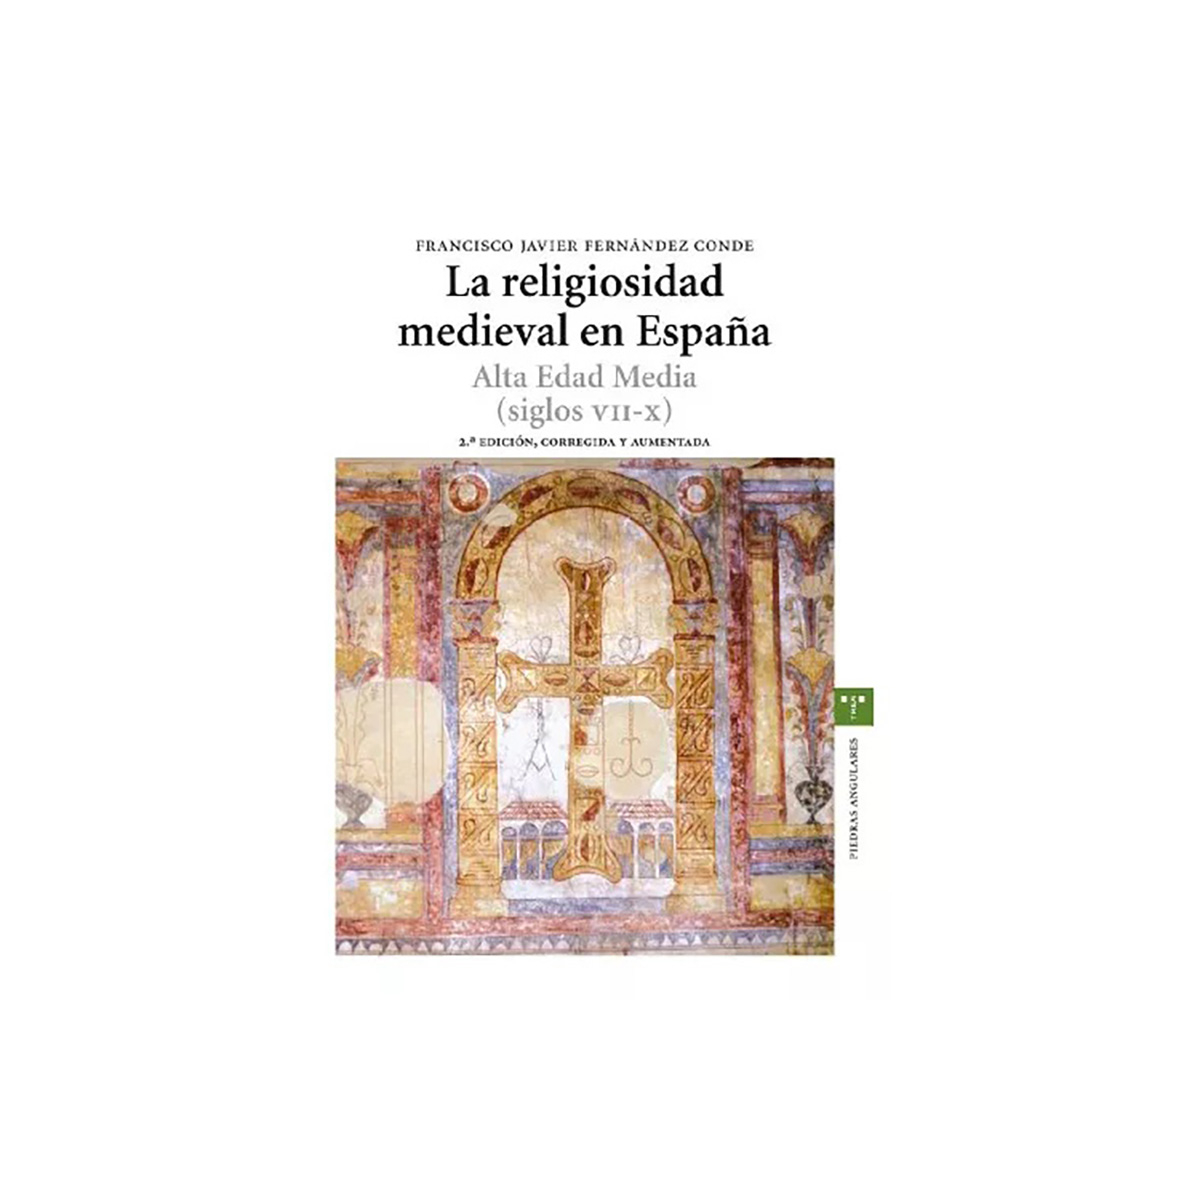 FRANCISCO JAVIER FERNÁNDEZ CONDE
La religiosidad
medieval en España
Alta Edad Media
(siglos VII-X)
2.ª EDICIÓN, CORREGIDA Y AUMENTADA
TREA
PIEDRAS ANGULARES